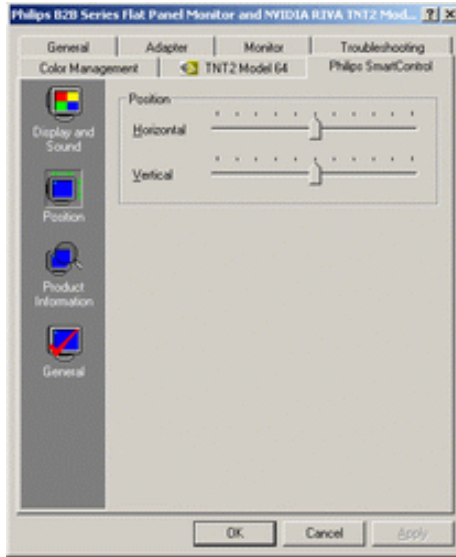 Philips B2B Series Flat Panel Monitor and NVIDIA RIVA TNT2 Mod...
General Adapter Monitor Troubleshooting
Color Management TNT2 Model 64 Philips SmartControl
Display and
Sound
Position
Product
Information
General
Position
Horizontal
Vertical
OK Cancel Apply